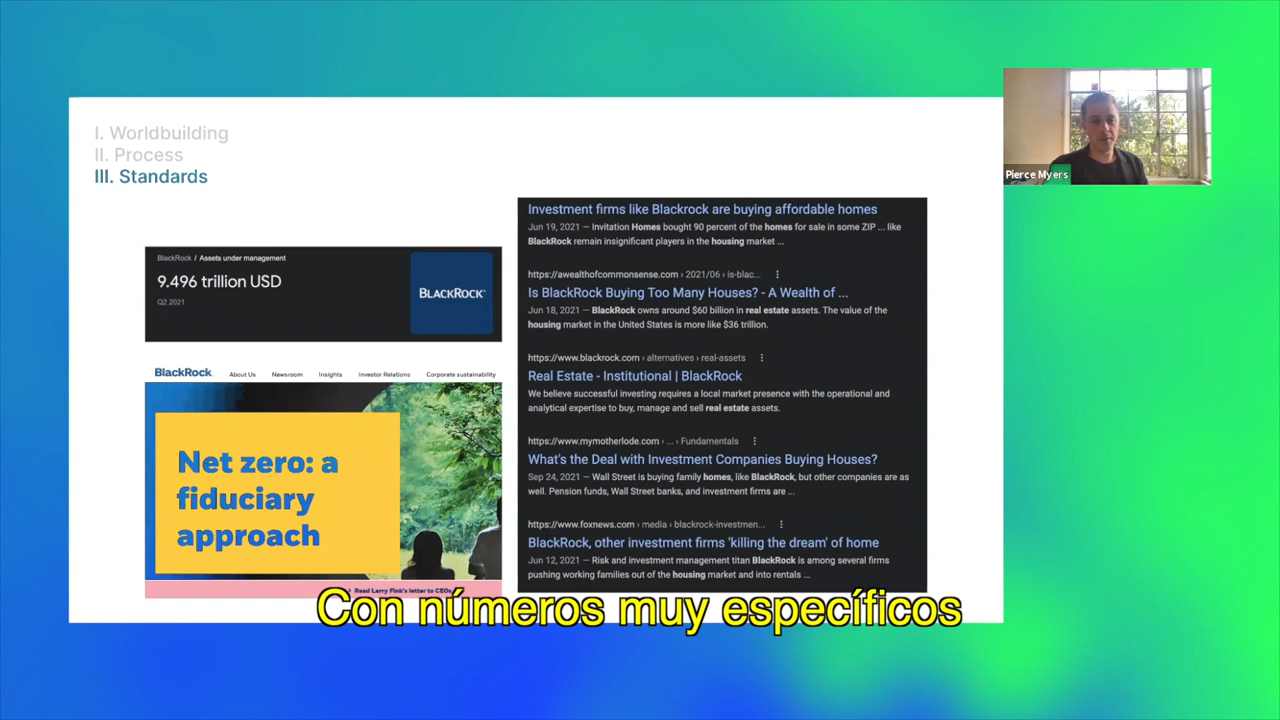 I. Worldbuilding
II. Process
III. Standards
BlackRock / Assets under management
9.496 trillion USD
Q2 2021
BLACKROCK
BlackRock.
About Us
Newsroom
Insights
Investor Relations
Corporate sustainability
Net zero: a
fiduciary
approach
Read Larry Fink's letter to CEOs
Investment firms like Blackrock are buying affordable homes
Jun 19, 2021 — Invitation Homes bought 90 percent of the homes for sale in some ZIP ... like
BlackRock remain insignificant players in the housing market ...
https://awealthofcommonsense.com › 2021/06 › is-blac...
Is BlackRock Buying Too Many Houses? - A Wealth of ...
Jun 18, 2021 — BlackRock owns around $60 billion in real estate assets. The value of the
housing market in the United States is more like $36 trillion.
https://www.blackrock.com › alternatives › real-assets
Real Estate - Institutional | BlackRock
We believe successful investing requires a local market presence with the operational and
analytical expertise to buy, manage and sell real estate assets.
https://www.mymotherlode.com › ... › Fundamentals
What's the Deal with Investment Companies Buying Houses?
Sep 24, 2021 — Wall Street is buying family homes, like BlackRock, but other companies are as
well. Pension funds, Wall Street banks, and investment firms are ...
https://www.foxnews.com › media › blackrock-investmen...
BlackRock, other investment firms 'killing the dream' of home
Jun 12, 2021 — Risk and investment management titan BlackRock is among several firms
pushing working families out of the housing market and into rentals ...
Pierce Myers
Con números muy específicos